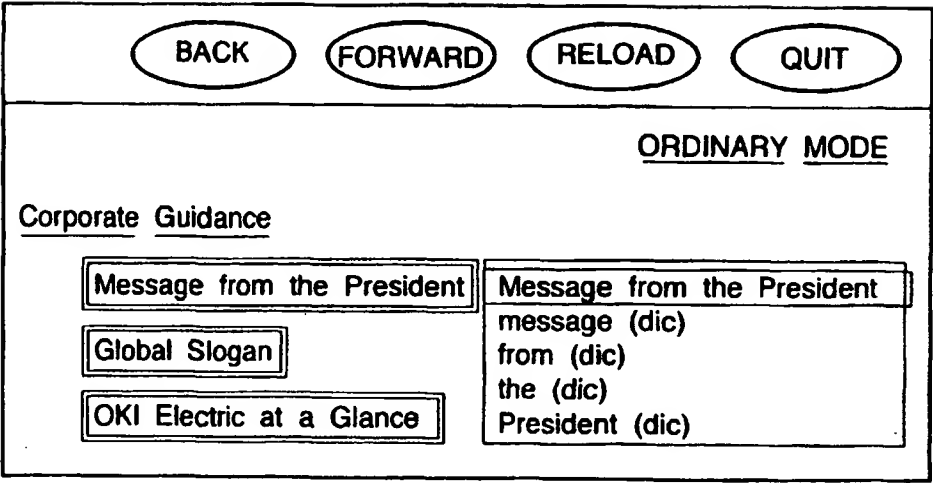 BACK FORWARD RELOAD QUIT
ORDINARY MODE
Corporate Guidance
Message from the President
Global Slogan
OKI Electric at a Glance
Message from the President
message (dic)
from (dic)
the (dic)
President (dic)